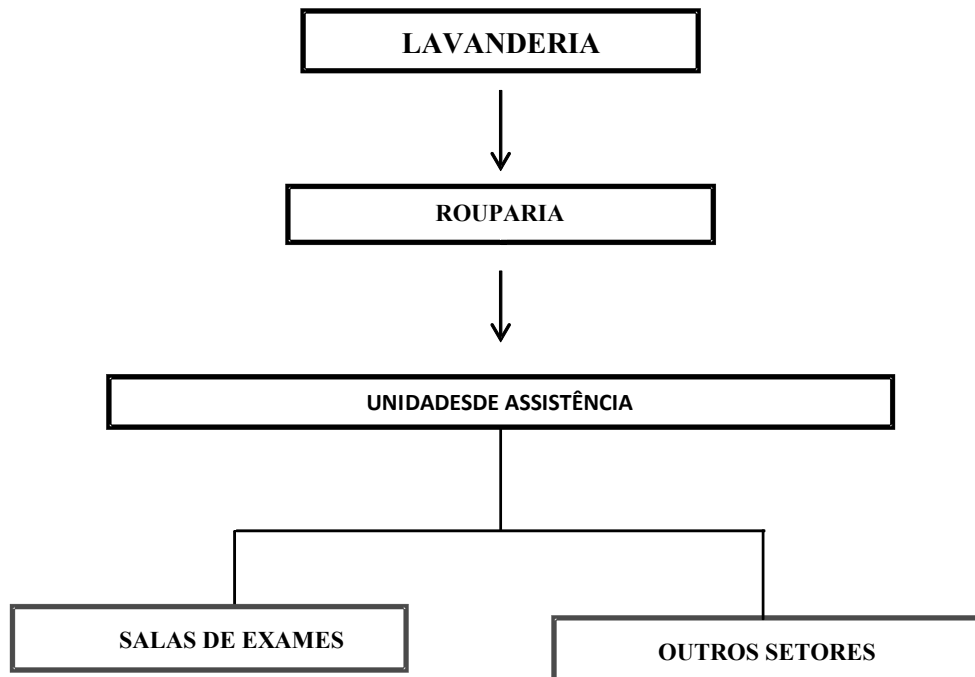 LAVANDERIA
ROUPARIA
UNIDADESDE ASSISTÊNCIA
SALAS DE EXAMES
OUTROS SETORES